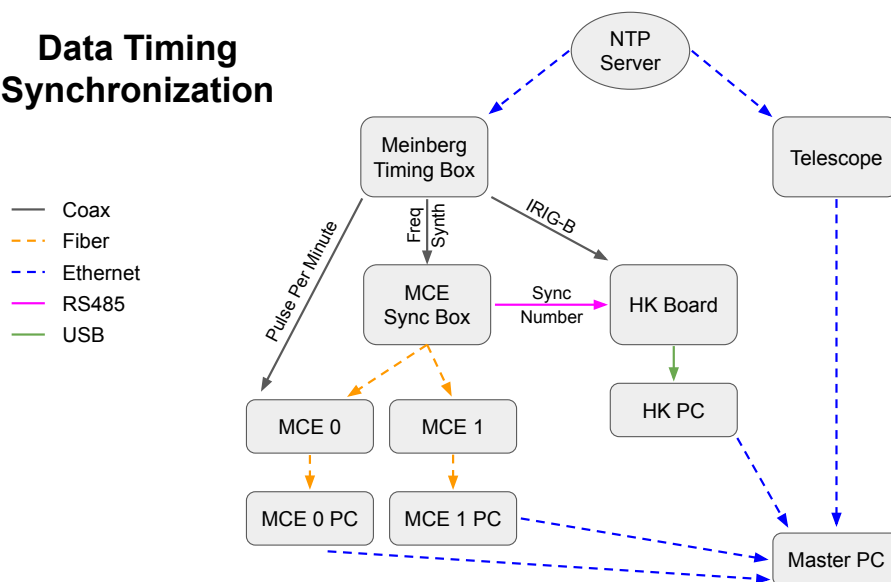 Data Timing
Synchronization
NTP
Server
Meinberg
Timing Box
Telescope
Coax
Fiber
Ethernet
RS485
USB
Pulse Per Minute
Freq
Synth
IRIG-B
MCE
Sync Box
Sync
Number
HK Board
MCE 0
MCE 1
HK PC
MCE 0 PC
MCE 1 PC
Master PC